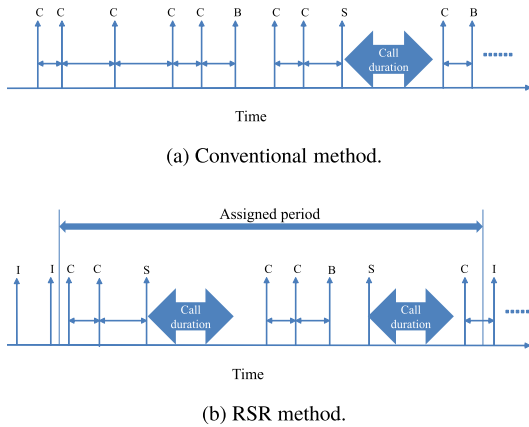 C C C C C B C C S C B
Call
duration
Time
(a) Conventional method.
Assigned period
I I C C S C C B S C I
Call Call
duration duration
Time
(b) RSR method.